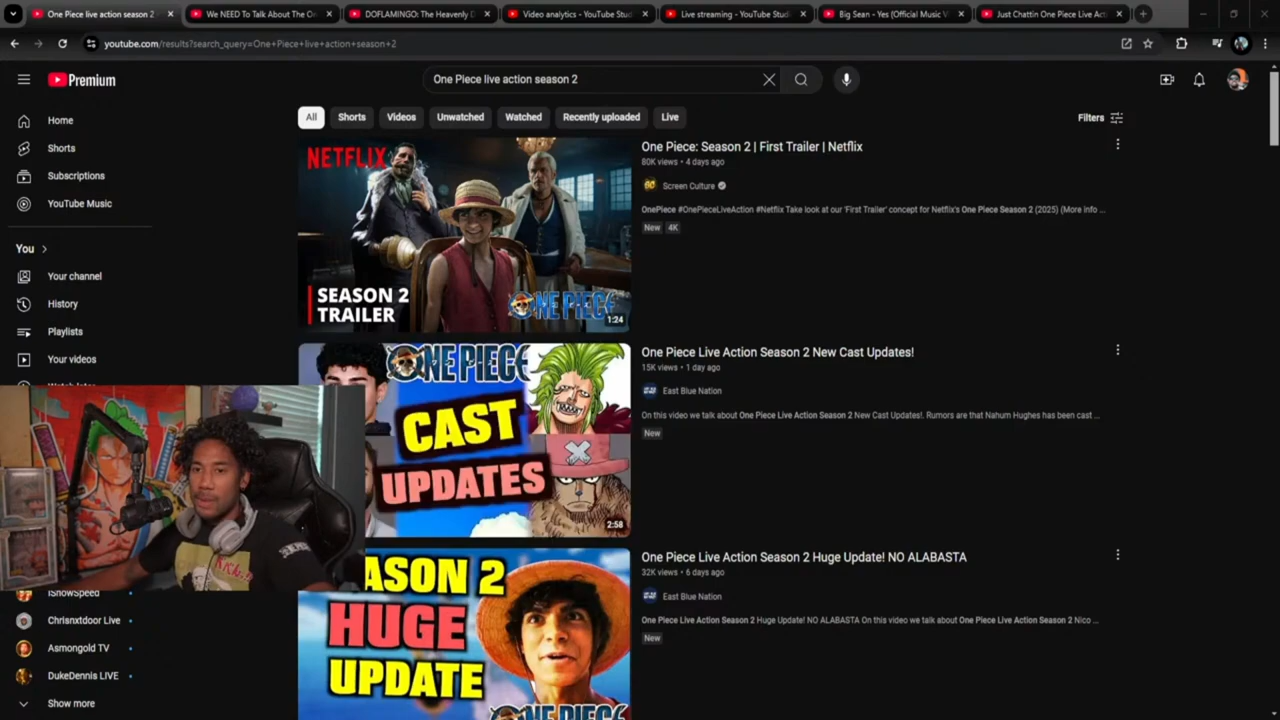 One Piece live action season 2
We NEED To Talk About The O
DOFLAMINGO: The Heavenly D
Video analytics - YouTube Stud
Live streaming - YouTube Studio
Big Sean - Yes (Official Music V
Just Chattin One Piece Live Act
youtube.com/results?search_query=One+Piece+live+action+season+2
Premium
One Piece live action season 2
All
Shorts
Videos
Unwatched
Watched
Recently uploaded
Live
Filters
Home
Shorts
Subscriptions
YouTube Music
You
Your channel
History
Playlists
Your videos
Watch later
iShowSpeed
Chrisnxtdoor Live
Asmongold TV
DukeDennis LIVE
Show more
NETFLIX
SEASON 2
TRAILER
ONE PIECE
1:24
One Piece: Season 2 | First Trailer | Netflix
80K views • 4 days ago
Screen Culture
OnePiece #OnePieceLiveAction #Netflix Take look at our 'First Trailer' concept for Netflix's One Piece Season 2 (2025) (More info ...
New
4K
ONE PIECE
CAST
UPDATES
2:58
One Piece Live Action Season 2 New Cast Updates!
15K views • 1 day ago
East Blue Nation
On this video we talk about One Piece Live Action Season 2 New Cast Updates!. Rumors are that Nahum Hughes has been cast ...
New
ASON 2
HUGE
UPDATE
ONE PIECE
One Piece Live Action Season 2 Huge Update! NO ALABASTA
32K views • 6 days ago
East Blue Nation
One Piece Live Action Season 2 Huge Update! NO ALABASTA On this video we talk about One Piece Live Action Season 2 Nico ...
New